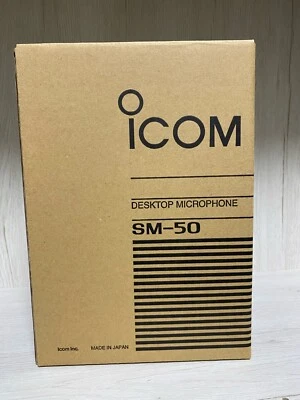 ICOM
DESKTOP MICROPHONE
SM-50
Icom Inc. MADE IN JAPAN